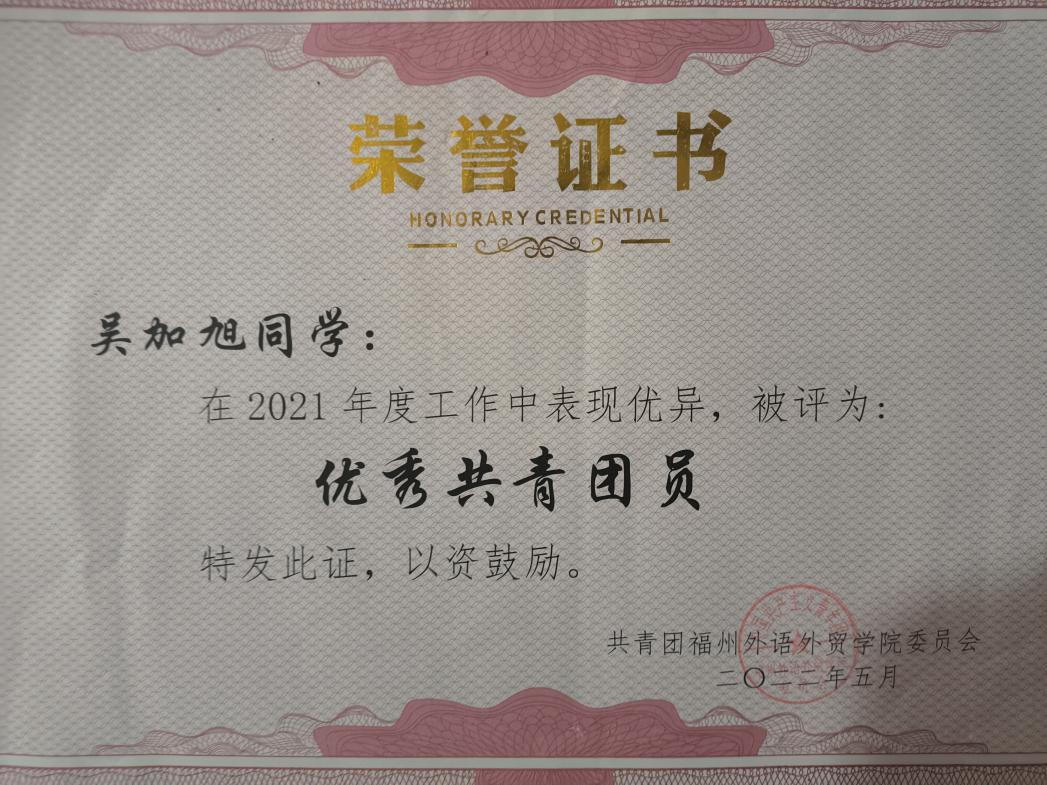 荣誉证书
HONORARY CREDENTIAL
吴加旭同学：
在2021年度工作中表现优异，被评为：
优秀共青团员
特发此证，以资鼓励。
共青团福州外语外贸学院委员会
二〇二二年五月